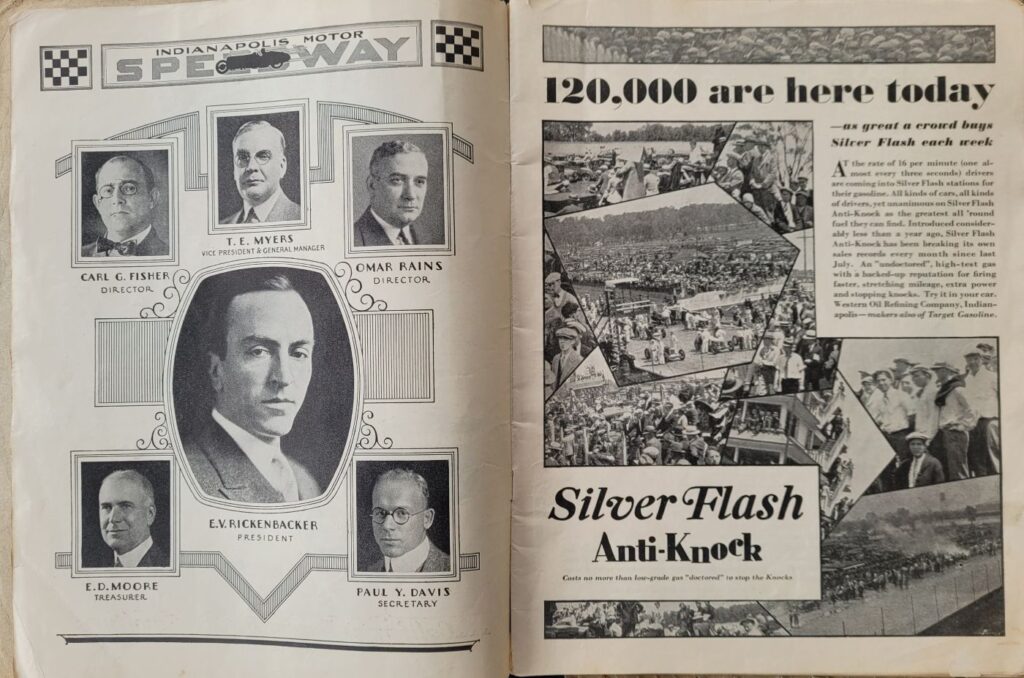 INDIANAPOLIS MOTOR
SPEEDWAY
T. E. MYERS
VICE PRESIDENT & GENERAL MANAGER
CARL G. FISHER
DIRECTOR
OMAR RAINS
DIRECTOR
E.V. RICKENBACKER
PRESIDENT
E.D. MOORE
TREASURER
PAUL Y. DAVIS
SECRETARY
120,000 are here today
—as great a crowd buys
Silver Flash each week
AT the rate of 16 per minute (one al-
most every three seconds) drivers
are coming into Silver Flash stations for
their gasoline. All kinds of cars, all kinds
of drivers, yet unanimous on Silver Flash
Anti-Knock as the greatest all 'round
fuel they can find. Introduced consider-
ably less than a year ago, Silver Flash
Anti-Knock has been breaking its own
sales records every month since last
July. An "undoctored", high-test gas
with a backed-up reputation for firing
faster, stretching mileage, extra power
and stopping knocks. Try it in your car.
Western Oil Refining Company, Indian-
apolis—makers also of Target Gasoline.
Silver Flash
Anti-Knock
Costs no more than low-grade gas "doctored" to stop the Knocks